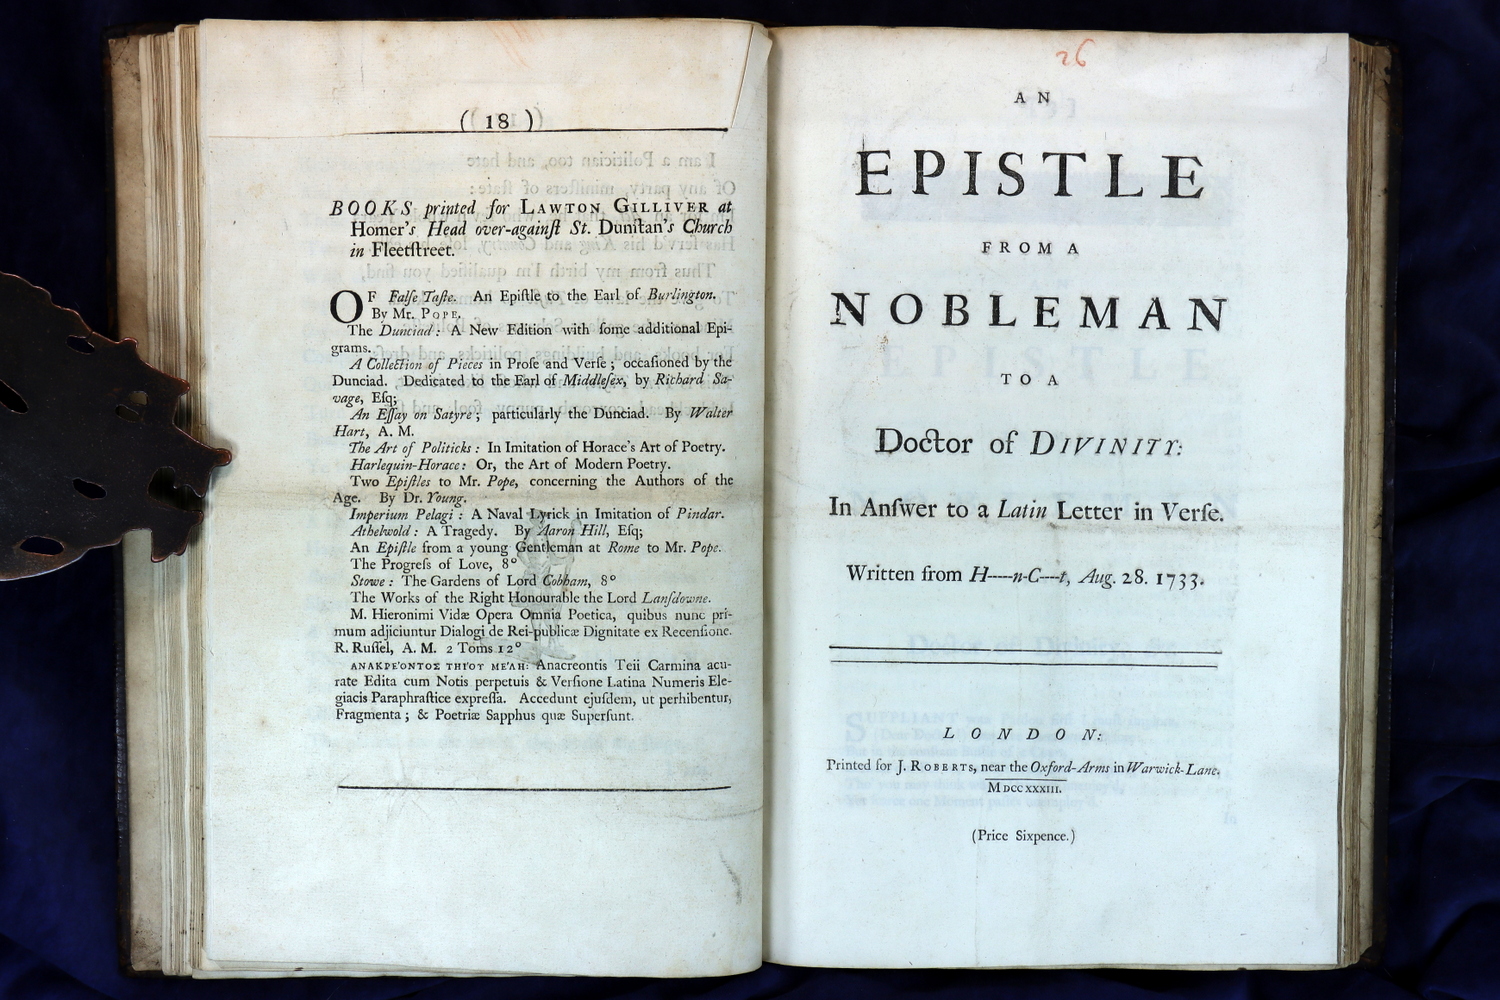 ( 18 )
BOOKS printed for LAWTON GILLIVER at
Homer's Head over-againſt St. Dunſtan's Church
in Fleetſtreet.
OF Falſe Taſte. An Epiſtle to the Earl of Burlington.
By Mr. POPE.
The Dunciad: A New Edition with ſome additional Epi-
grams.
A Collection of Pieces in Proſe and Verſe; occaſioned by the
Dunciad. Dedicated to the Earl of Middleſex, by Richard Sa-
vage, Eſq;
An Eſſay on Satyre; particularly the Dunciad. By Walter
Hart, A. M.
The Art of Politicks: In Imitation of Horace's Art of Poetry.
Harlequin-Horace: Or, the Art of Modern Poetry.
Two Epiſtles to Mr. Pope, concerning the Authors of the
Age. By Dr. Young.
Imperium Pelagi: A Naval Lyrick in Imitation of Pindar.
Athelwold: A Tragedy. By Aaron Hill, Eſq;
An Epiſtle from a young Gentleman at Rome to Mr. Pope.
The Progreſs of Love, 8°
Stowe: The Gardens of Lord Cobham, 8°
The Works of the Right Honourable the Lord Lanſdowne.
M. Hieronimi Vidæ Opera Omnia Poetica, quibus nunc pri-
mum adjiciuntur Dialogi de Rei-publicæ Dignitate ex Recenſione.
R. Ruſſel, A. M. 2 Toms 12°
ΑΝΑΚΡΕΌΝΤΟΣ ΤΗΪΟΥ ΜΕΛΗ: Anacreontis Teii Carmina acu-
rate Edita cum Notis perpetuis & Verſione Latina Numeris Ele-
giacis Paraphraſtice expreſſa. Accedunt ejuſdem, ut perhibentur,
Fragmenta; & Poetriæ Sapphus quæ Superſunt.
26
AN
EPISTLE
FROM A
NOBLEMAN
TO A
Doctor of DIVINITY:
In Anſwer to a Latin Letter in Verſe.
Written from H-----n-C----t, Aug. 28. 1733.
LONDON:
Printed for J. ROBERTS, near the Oxford-Arms in Warwick-Lane.
MDCCXXXIII.
(Price Sixpence.)